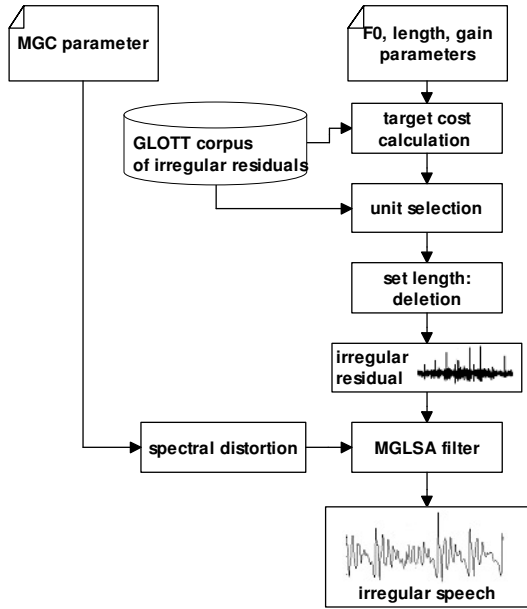 MGC parameter
F0, length, gain
parameters
target cost
calculation
GLOTT corpus
of irregular residuals
unit selection
set length:
deletion
irregular
residual
spectral distortion
MGLSA filter
irregular speech